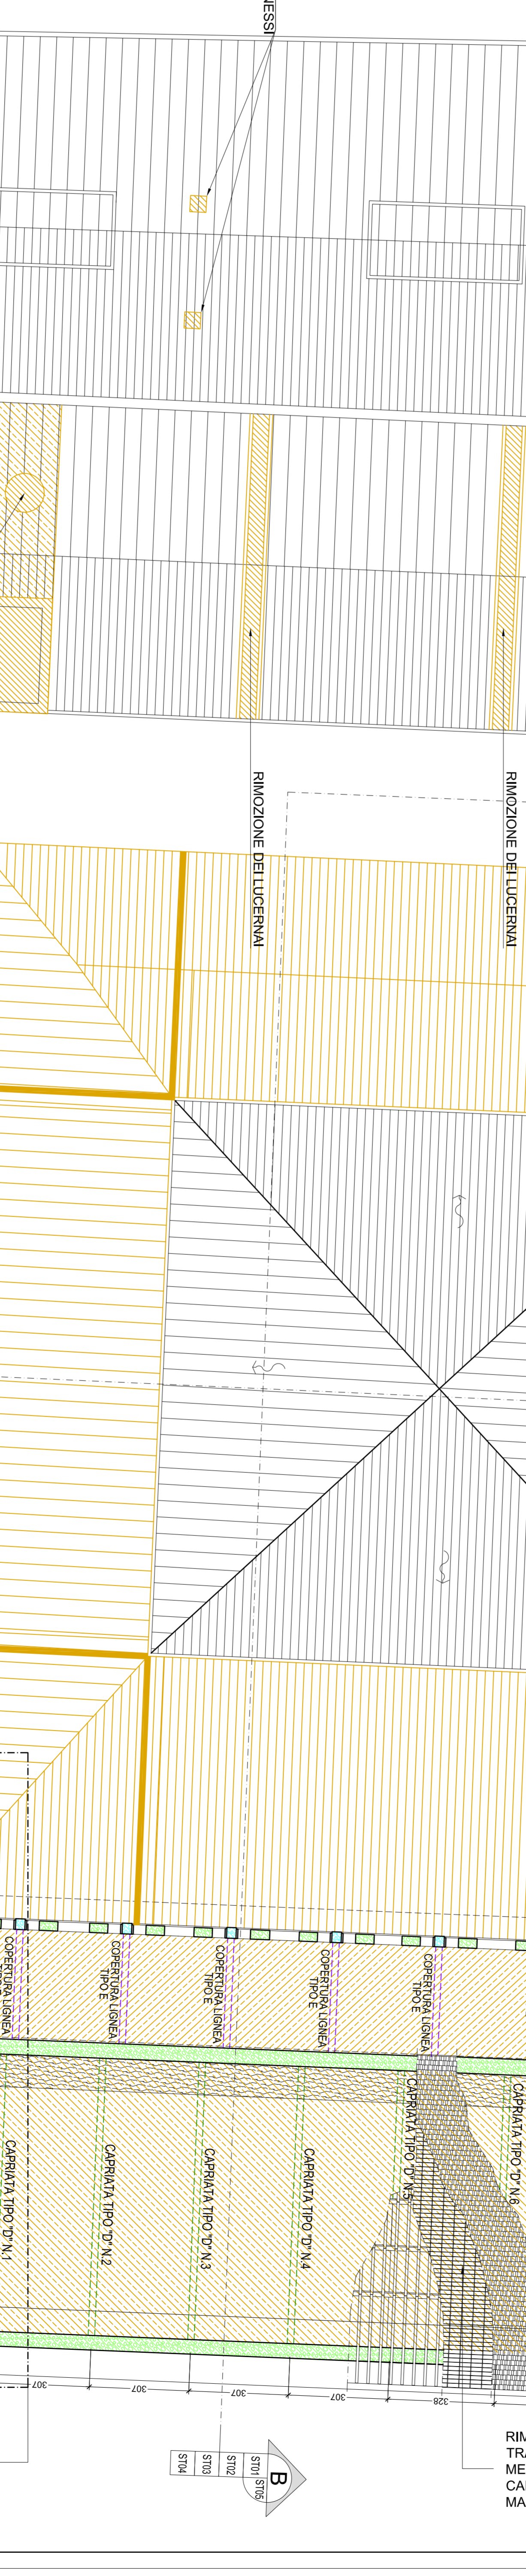 NESSI
RIMOZIONE DEI LUCERNAI
RIMOZIONE DEI LUCERNAI
COPERTURA LIGNEA
TIPO E
COPERTURA LIGNEA
TIPO E
COPERTURA LIGNEA
TIPO E
COPERTURA LIGNEA
TIPO E
COPERTURA LIGNEA
TIPO E
CAPRIATA TIPO "D" N.1
CAPRIATA TIPO "D" N.2
CAPRIATA TIPO "D" N.3
CAPRIATA TIPO "D" N.4
CAPRIATA TIPO "D" N.5
CAPRIATA TIPO "D" N.6
307
307
307
307
328
ST04
ST03
ST02
ST01
ST05
B
RIM
TRA
ME
CA
MA